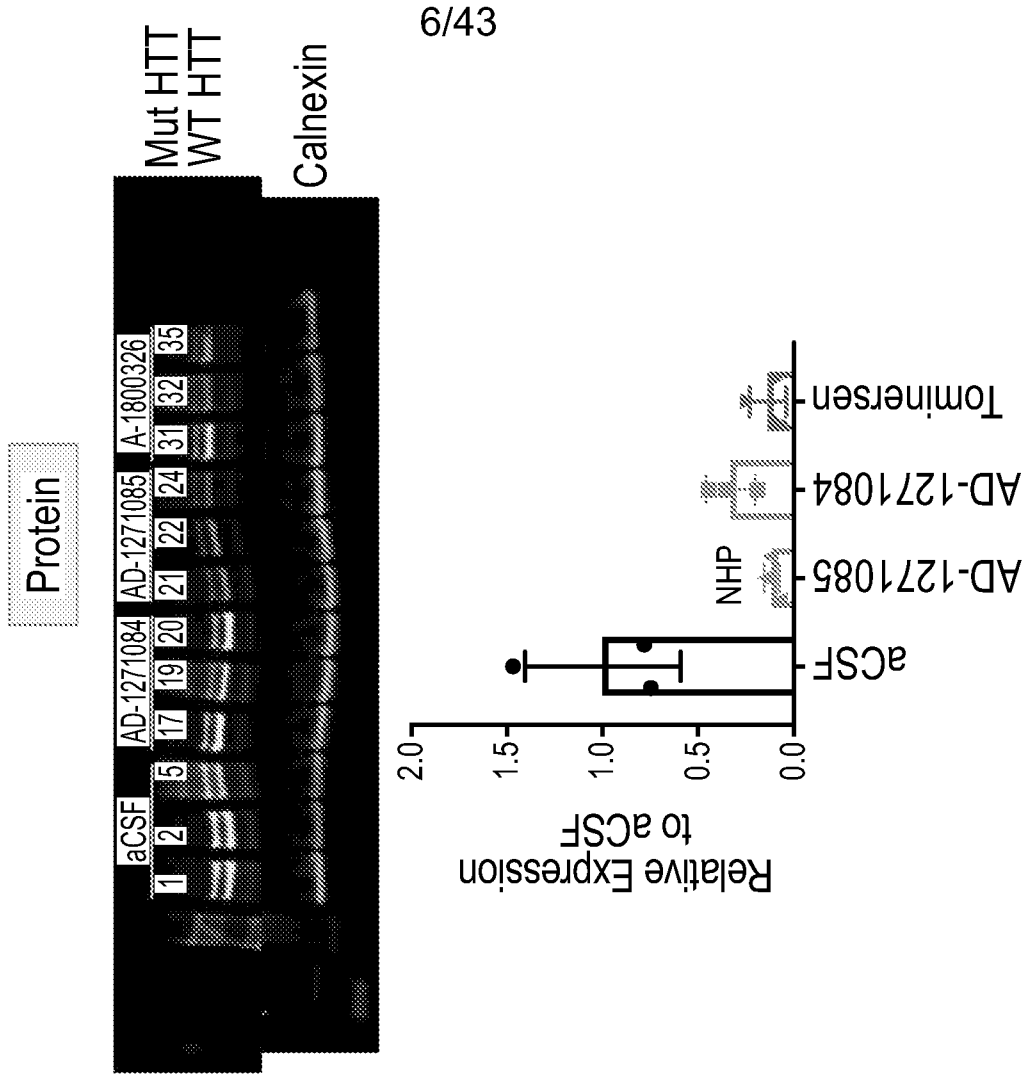 6/43
Protein
aCSF AD-1271084 AD-1271085 A-1800326
1 2 5 17 19 20 21 22 24 31 32 35
Mut HTT
WT HTT
Calnexin
Relative Expression
to aCSF
2.0
1.5
1.0
0.5
0.0
NHP
aCSF
AD-1271085
AD-1271084
Tominersen